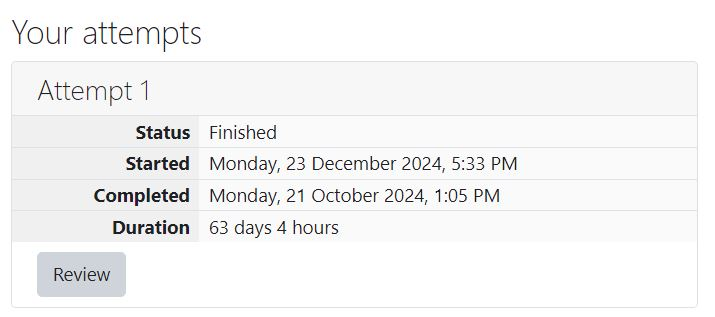 Your attempts
Attempt 1
Status Finished
Started Monday, 23 December 2024, 5:33 PM
Completed Monday, 21 October 2024, 1:05 PM
Duration 63 days 4 hours
Review